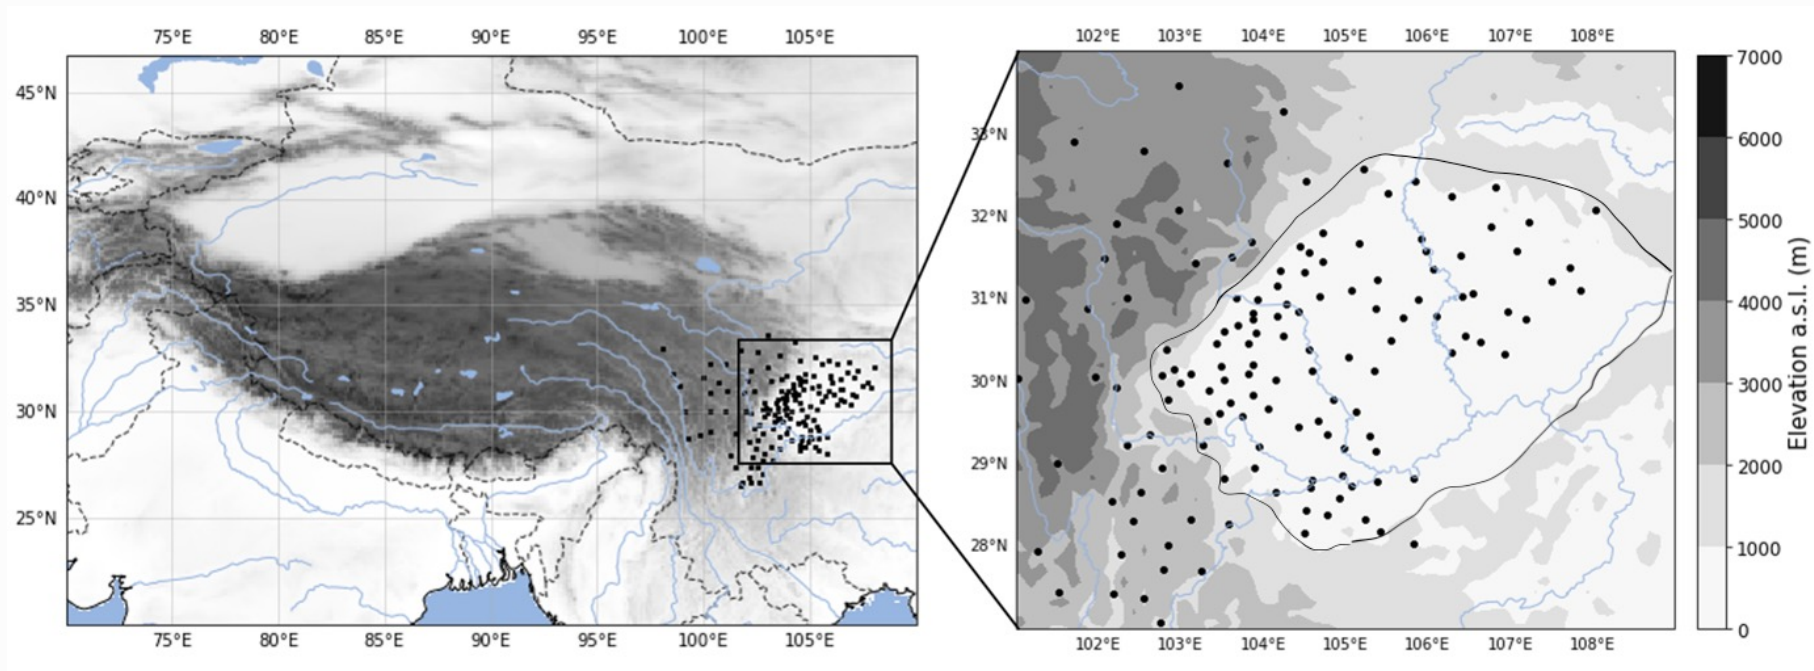 75°E 80°E 85°E 90°E 95°E 100°E 105°E
45°N
40°N
35°N
30°N
25°N
75°E 80°E 85°E 90°E 95°E 100°E 105°E
102°E 103°E 104°E 105°E 106°E 107°E 108°E
33°N
32°N
31°N
30°N
29°N
28°N
102°E 103°E 104°E 105°E 106°E 107°E 108°E
7000
6000
5000
4000
3000
2000
1000
0
Elevation a.s.l. (m)